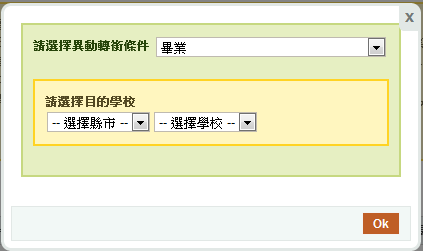 x
請選擇異動轉銜條件 畢業
請選擇目的學校
-- 選擇縣市 -- -- 選擇學校 --
Ok